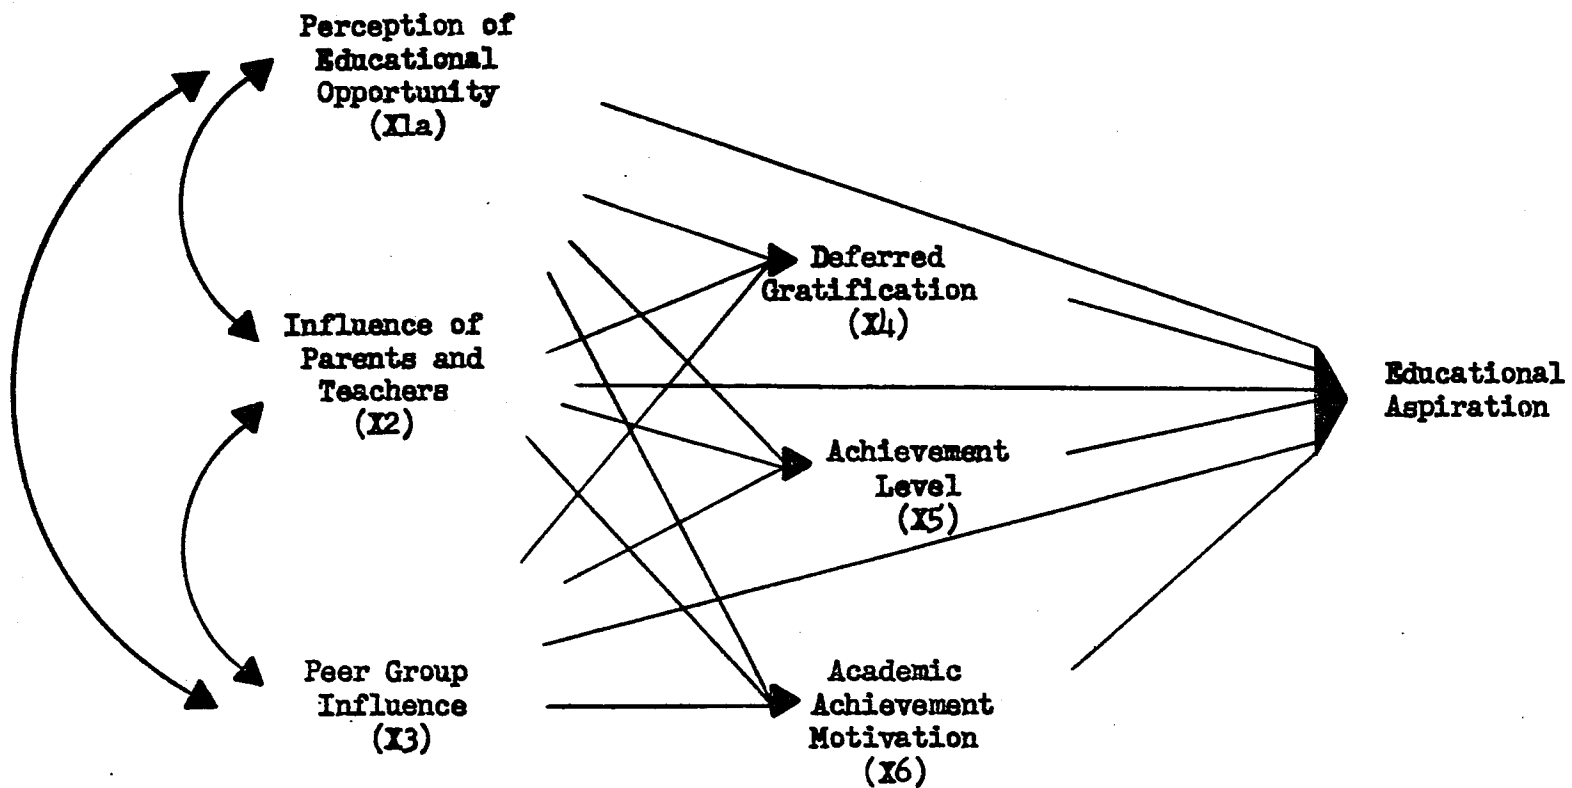 Perception of
Educational
Opportunity
(X1a)
Influence of
Parents and
Teachers
(X2)
Peer Group
Influence
(X3)
Deferred
Gratification
(X4)
Achievement
Level
(X5)
Academic
Achievement
Motivation
(X6)
Educational
Aspiration